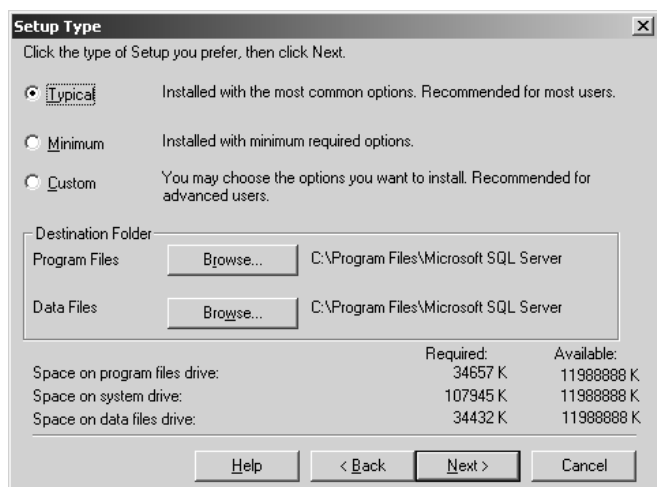 Setup Type
Click the type of Setup you prefer, then click Next.
Typical Installed with the most common options. Recommended for most users.
Minimum Installed with minimum required options.
Custom You may choose the options you want to install. Recommended for
advanced users.
Destination Folder
Program Files Browse... C:\Program Files\Microsoft SQL Server
Data Files Browse... C:\Program Files\Microsoft SQL Server
Required: Available:
Space on program files drive: 34657 K 11988888 K
Space on system drive: 107945 K 11988888 K
Space on data files drive: 34432 K 11988888 K
Help < Back Next > Cancel